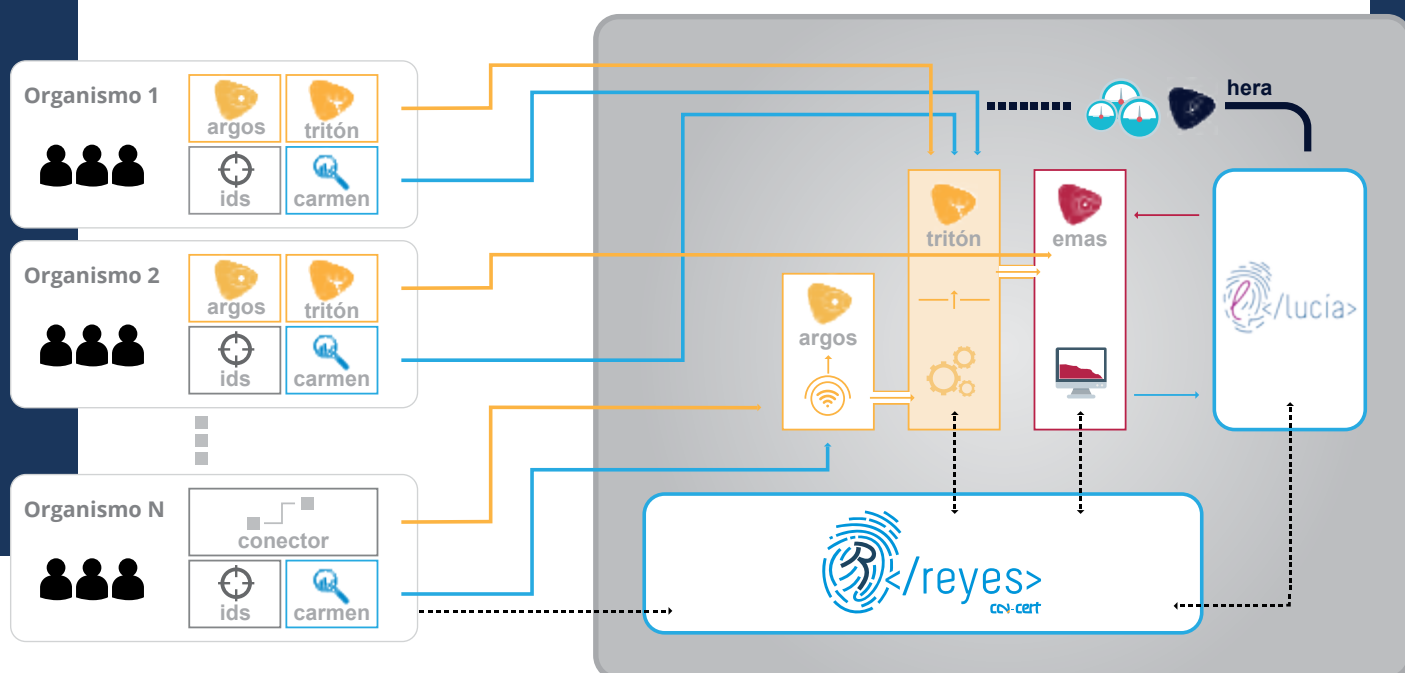 Organismo 1
argos
tritón
ids
carmen
Organismo 2
argos
tritón
ids
carmen
Organismo N
conector
ids
carmen
hera
tritón
emas
argos
</lucia>
</reyes>
ccn-cert